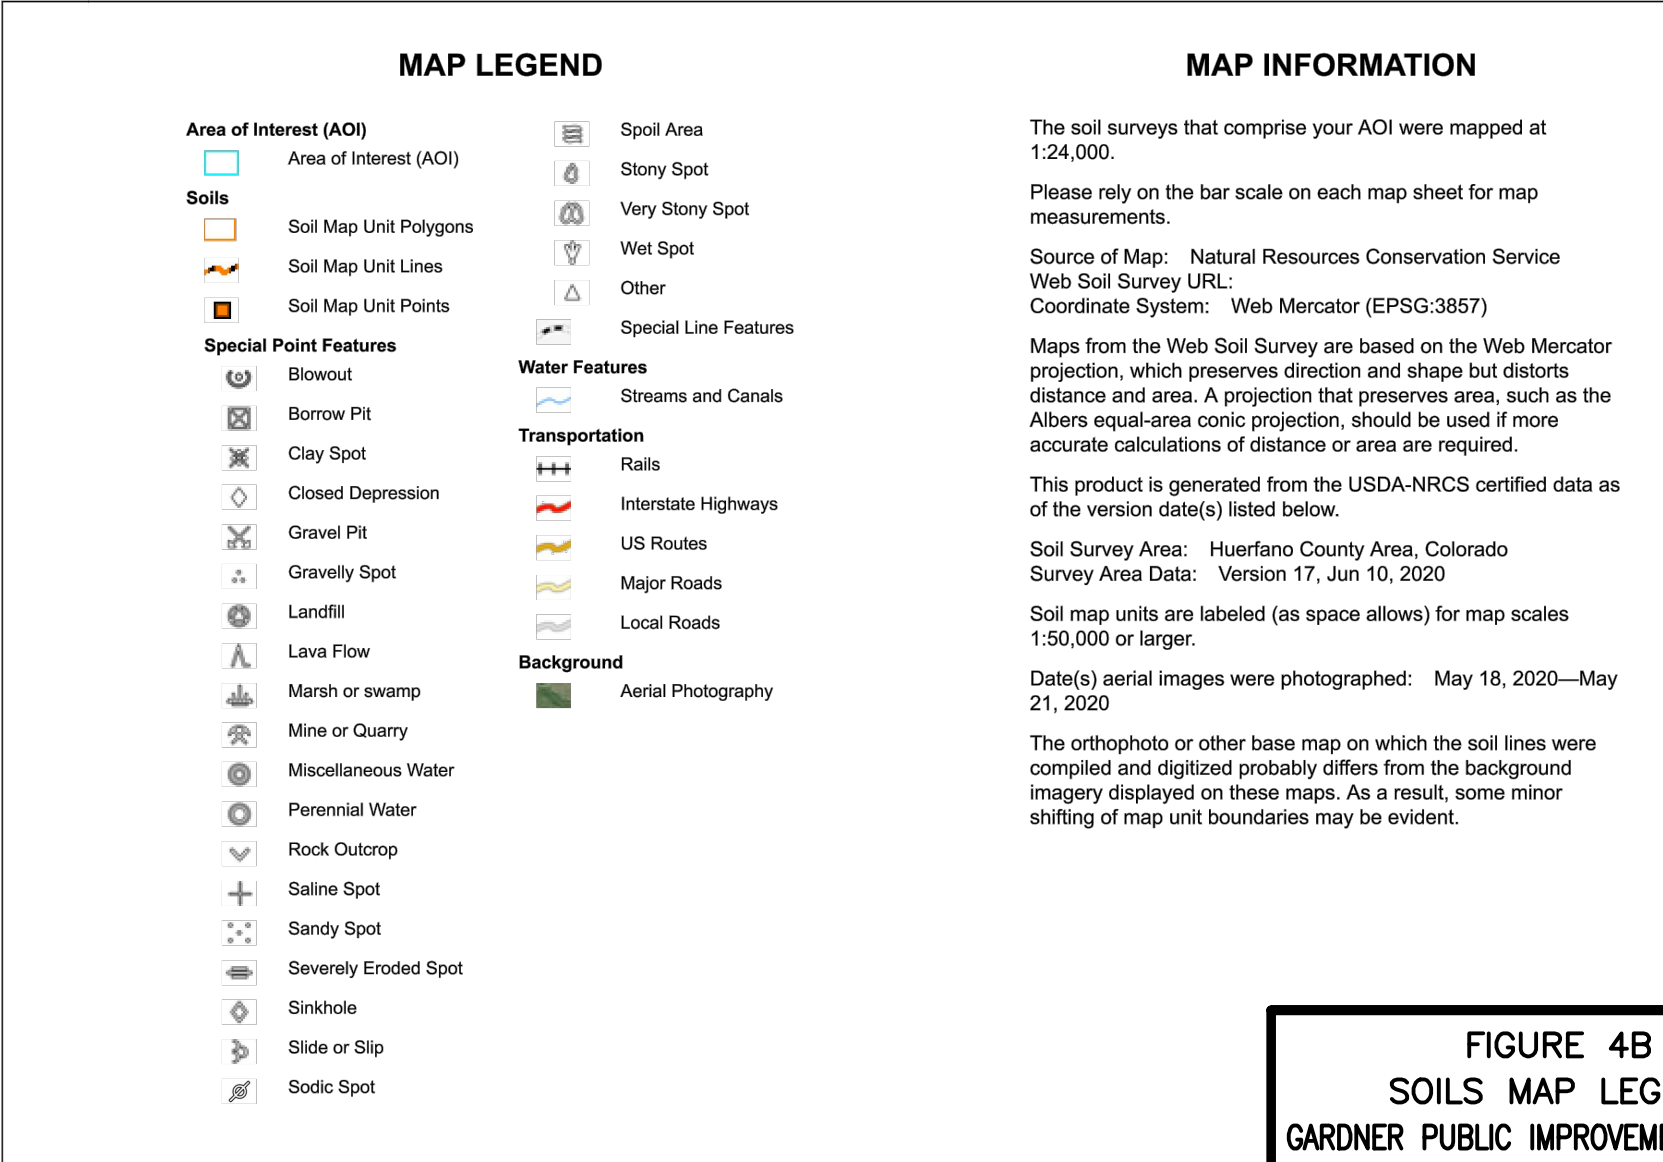 MAP LEGEND
Area of Interest (AOI)
Area of Interest (AOI)
Soils
Soil Map Unit Polygons
Soil Map Unit Lines
Soil Map Unit Points
Special Point Features
Blowout
Borrow Pit
Clay Spot
Closed Depression
Gravel Pit
Gravelly Spot
Landfill
Lava Flow
Marsh or swamp
Mine or Quarry
Miscellaneous Water
Perennial Water
Rock Outcrop
Saline Spot
Sandy Spot
Severely Eroded Spot
Sinkhole
Slide or Slip
Sodic Spot
Spoil Area
Stony Spot
Very Stony Spot
Wet Spot
Other
Special Line Features
Water Features
Streams and Canals
Transportation
Rails
Interstate Highways
US Routes
Major Roads
Local Roads
Background
Aerial Photography
MAP INFORMATION
The soil surveys that comprise your AOI were mapped at
1:24,000.
Please rely on the bar scale on each map sheet for map
measurements.
Source of Map: Natural Resources Conservation Service
Web Soil Survey URL:
Coordinate System: Web Mercator (EPSG:3857)
Maps from the Web Soil Survey are based on the Web Mercator
projection, which preserves direction and shape but distorts
distance and area. A projection that preserves area, such as the
Albers equal-area conic projection, should be used if more
accurate calculations of distance or area are required.
This product is generated from the USDA-NRCS certified data as
of the version date(s) listed below.
Soil Survey Area: Huerfano County Area, Colorado
Survey Area Data: Version 17, Jun 10, 2020
Soil map units are labeled (as space allows) for map scales
1:50,000 or larger.
Date(s) aerial images were photographed: May 18, 2020—May
21, 2020
The orthophoto or other base map on which the soil lines were
compiled and digitized probably differs from the background
imagery displayed on these maps. As a result, some minor
shifting of map unit boundaries may be evident.
FIGURE 4B
SOILS MAP LEG
GARDNER PUBLIC IMPROVEM